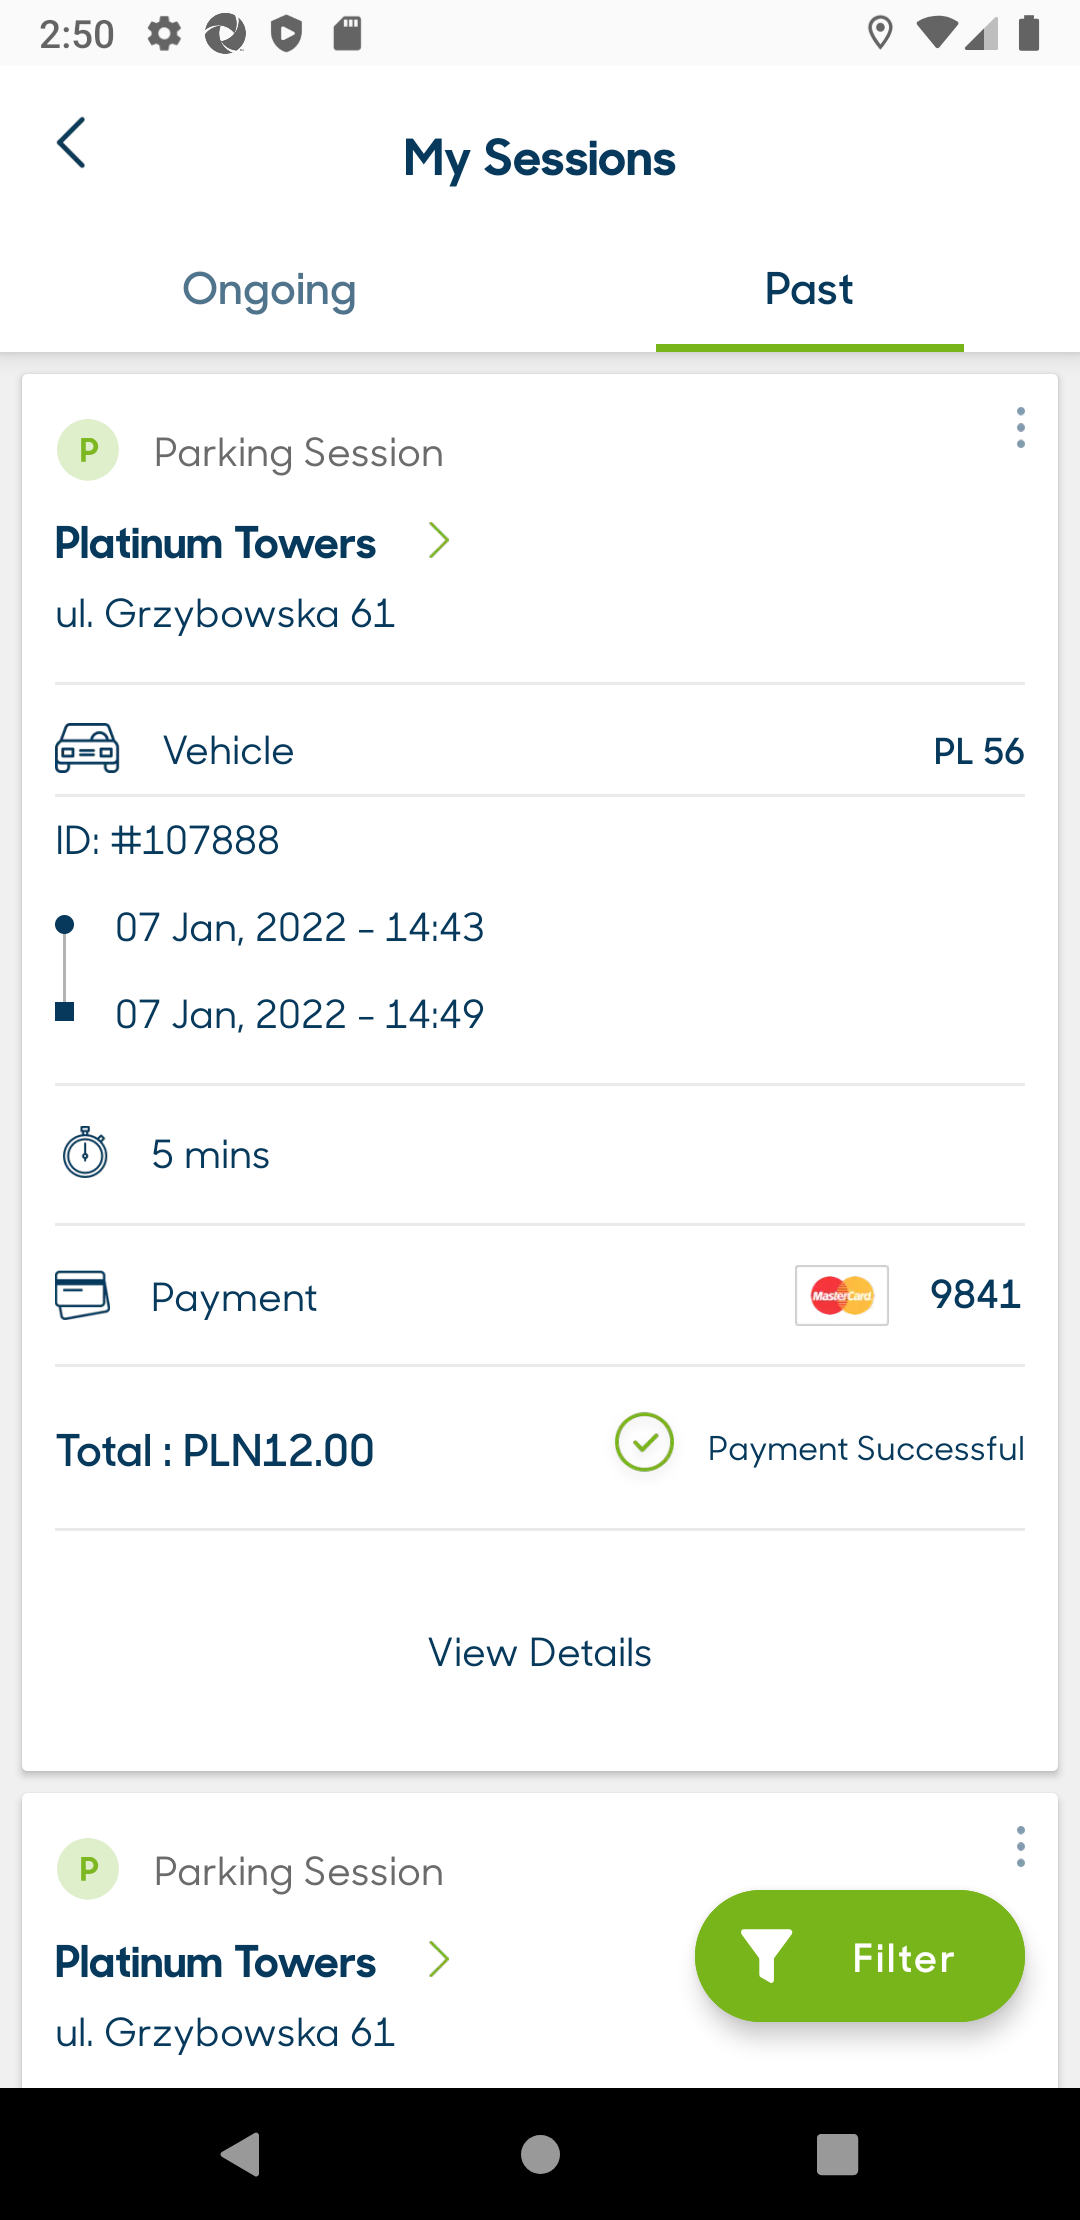 2:50
My Sessions
Ongoing
Past
P Parking Session
Platinum Towers
ul. Grzybowska 61
Vehicle PL 56
ID: #107888
07 Jan, 2022 - 14:43
07 Jan, 2022 - 14:49
5 mins
Payment MasterCard 9841
Total : PLN12.00 Payment Successful
View Details
P Parking Session
Platinum Towers
Filter
ul. Grzybowska 61